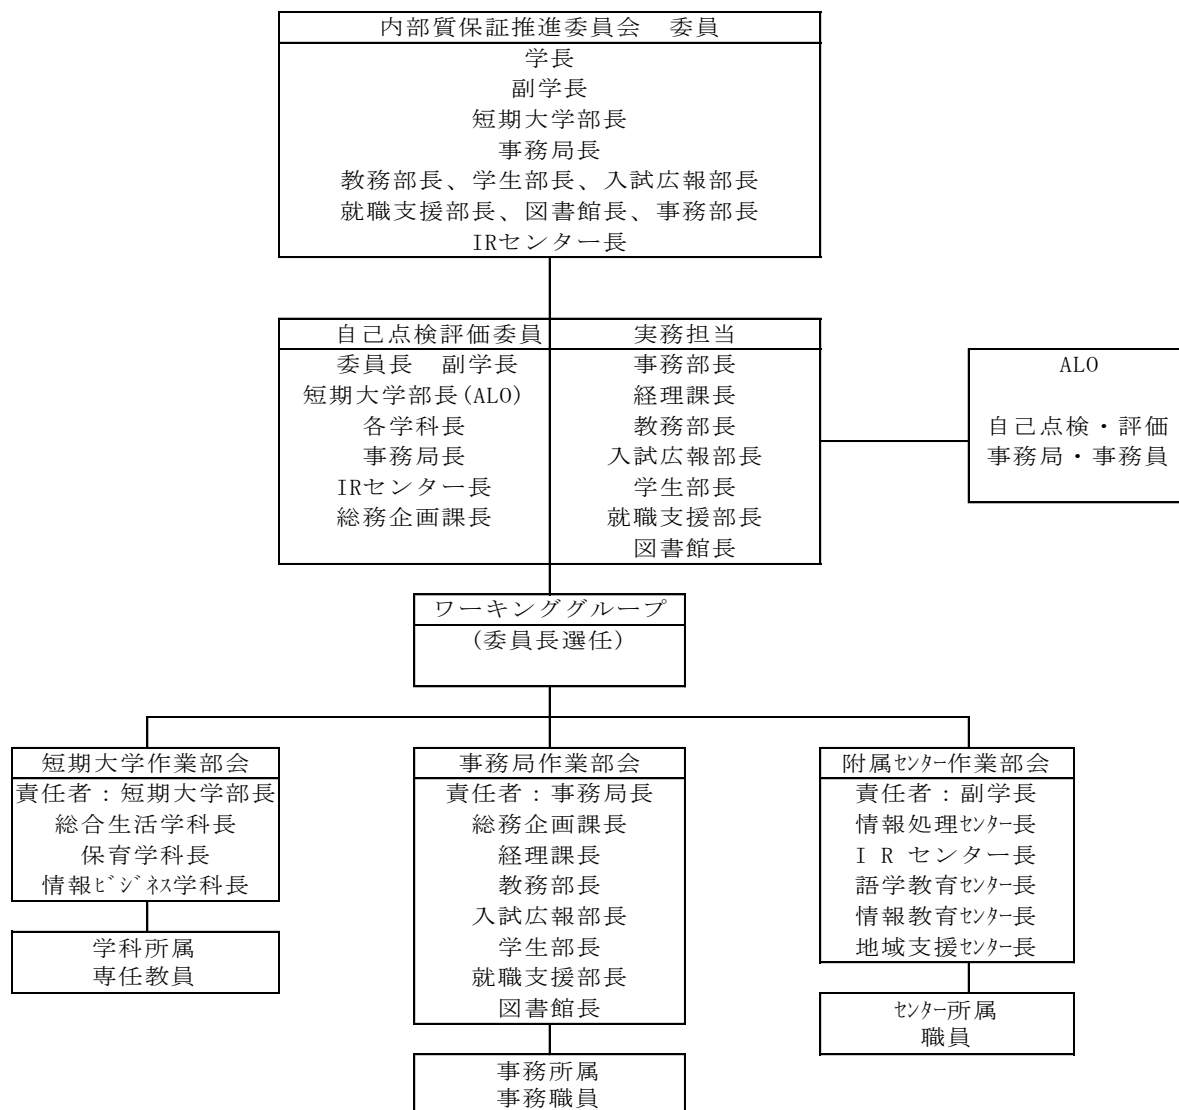 内部質保証推進委員会　委員
学長
副学長
短期大学部長
事務局長
教務部長、学生部長、入試広報部長
就職支援部長、図書館長、事務部長
IRセンター長
自己点検評価委員
委員長　副学長
短期大学部長(ALO)
各学科長
事務局長
IRセンター長
総務企画課長
実務担当
事務部長
経理課長
教務部長
入試広報部長
学生部長
就職支援部長
図書館長
ALO
自己点検・評価
事務局・事務員
ワーキンググループ
(委員長選任)
短期大学作業部会
責任者：短期大学部長
総合生活学科長
保育学科長
情報ﾋﾞｼﾞﾈｽ学科長
学科所属
専任教員
事務局作業部会
責任者：事務局長
総務企画課長
経理課長
教務部長
入試広報部長
学生部長
就職支援部長
図書館長
事務所属
事務職員
附属ｾﾝﾀｰ作業部会
責任者：副学長
情報処理ｾﾝﾀｰ長
I R センター長
語学教育ｾﾝﾀｰ長
情報教育ｾﾝﾀｰ長
地域支援ｾﾝﾀｰ長
ｾﾝﾀｰ所属
職員